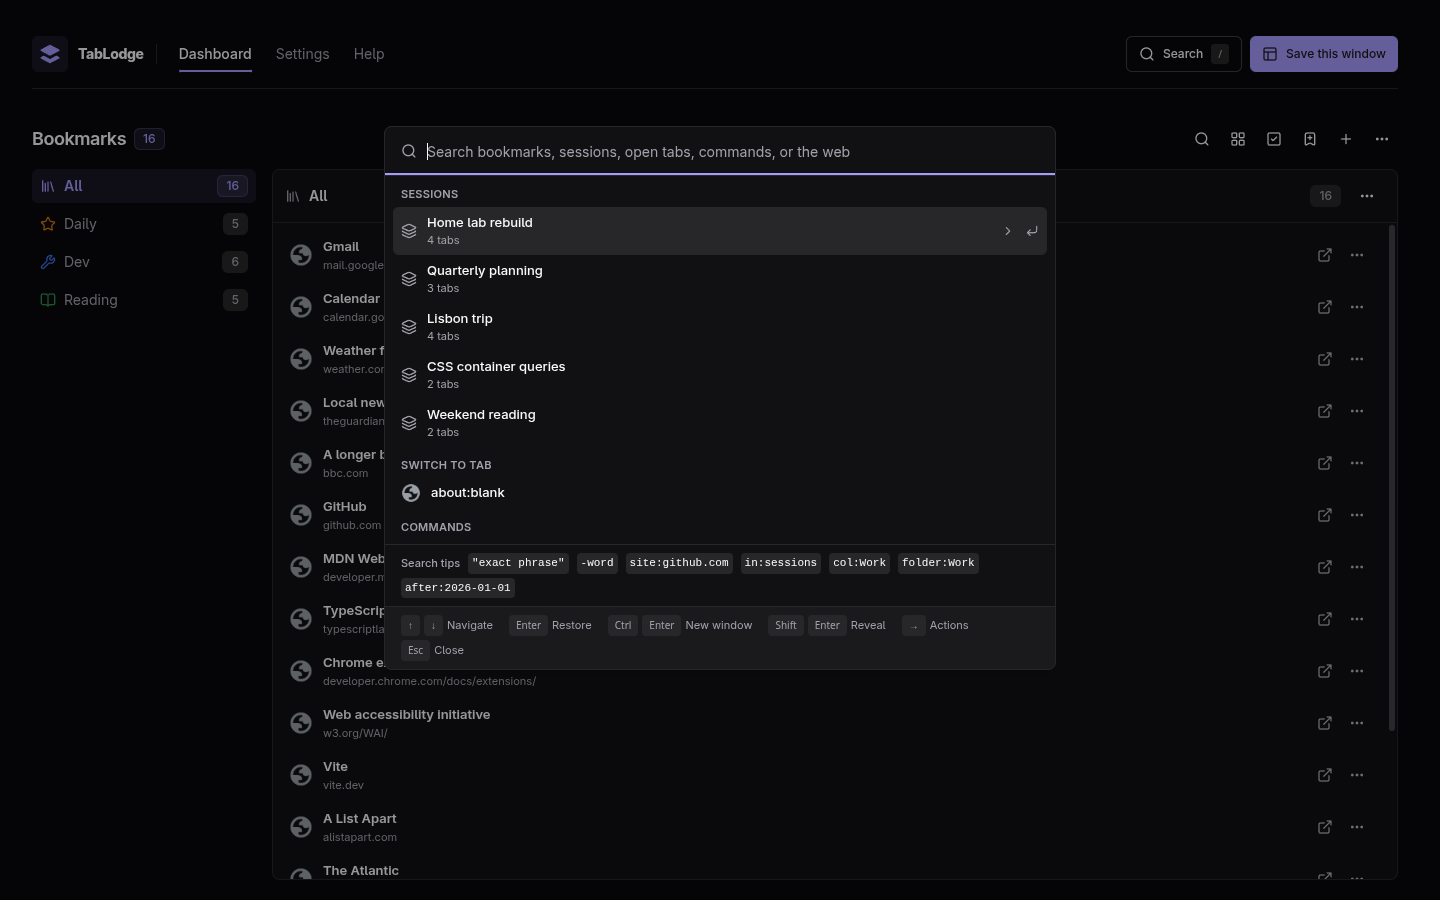 TabLodge
Dashboard
Settings
Help
Search /
Save this window
Bookmarks 16
All 16
Daily 5
Dev 6
Reading 5
All
16
Gmail
mail.google
Calendar
calendar.go
Weather f
weather.cor
Local new
theguardian
A longer b
bbc.com
GitHub
github.com
MDN Web
developer.m
TypeScrip
typescriptla
Chrome e
developer.chrome.com/docs/extensions/
Web accessibility initiative
w3.org/WAI/
Vite
vite.dev
A List Apart
alistapart.com
The Atlantic
Search bookmarks, sessions, open tabs, commands, or the web
SESSIONS
Home lab rebuild
4 tabs
Quarterly planning
3 tabs
Lisbon trip
4 tabs
CSS container queries
2 tabs
Weekend reading
2 tabs
SWITCH TO TAB
about:blank
COMMANDS
Search tips "exact phrase" -word site:github.com in:sessions col:Work folder:Work
after:2026-01-01
↑ ↓ Navigate Enter Restore Ctrl Enter New window Shift Enter Reveal → Actions
Esc Close